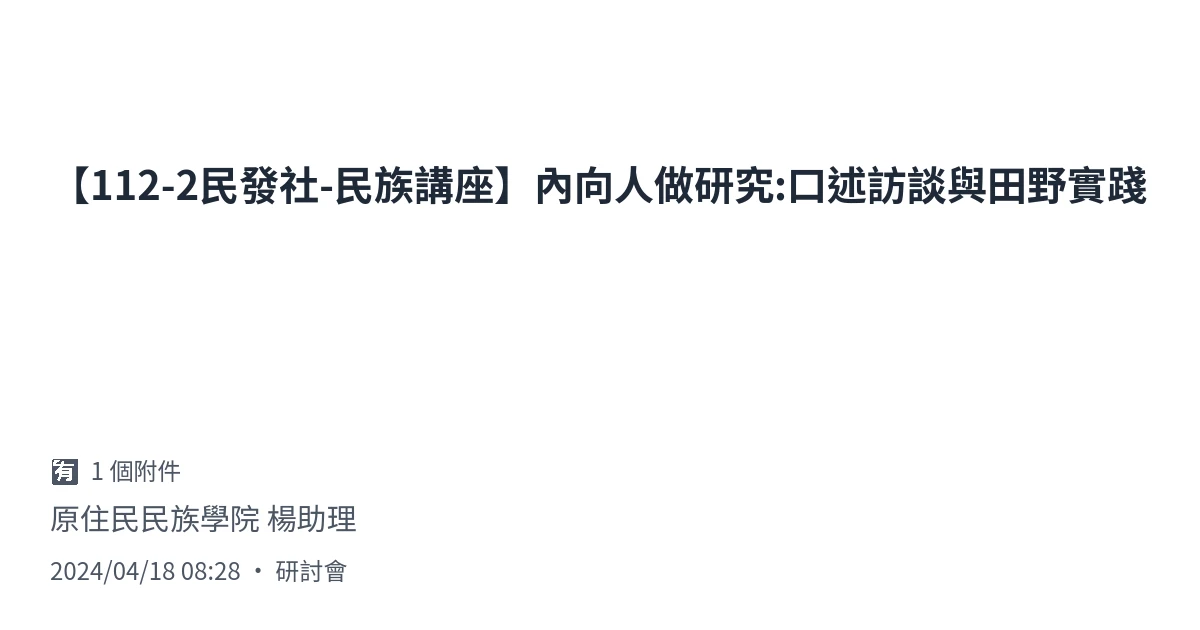 【112-2民發社-民族講座】內向人做研究:口述訪談與田野實踐
🈶 1 個附件
原住民民族學院 楊助理
2024/04/18 08:28 ・ 研討會